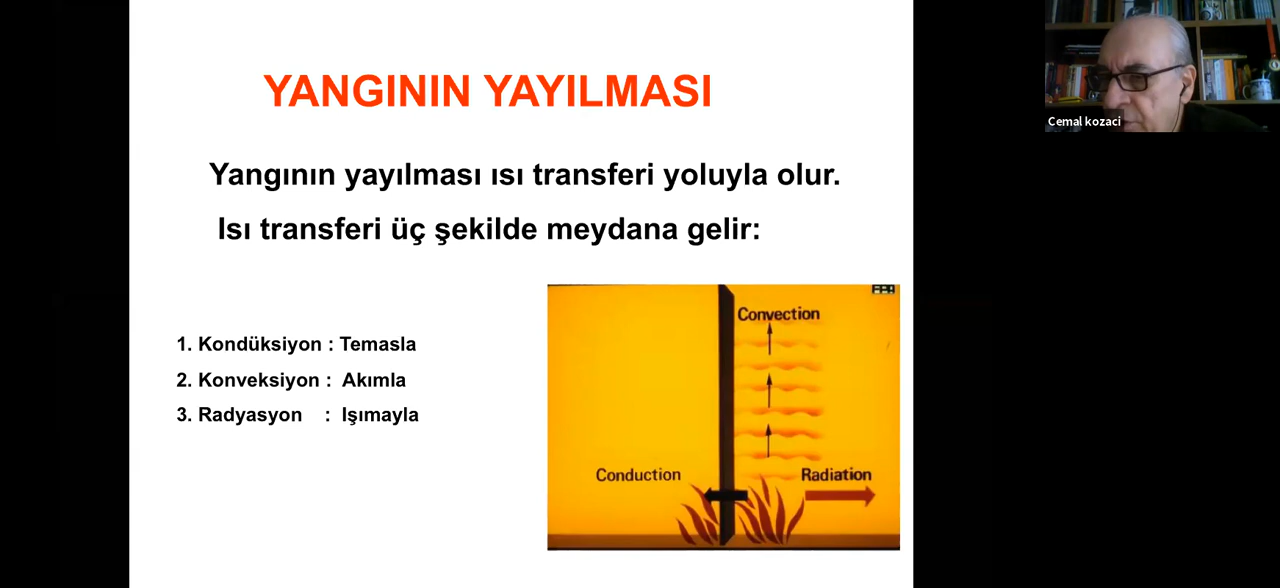 YANGININ YAYILMASI
Yangının yayılması ısı transferi yoluyla olur.
Isı transferi üç şekilde meydana gelir:
1. Kondüksiyon : Temasla
2. Konveksiyon : Akımla
3. Radyasyon : Işımayla
Convection
Conduction
Radiation
Cemal kozaci